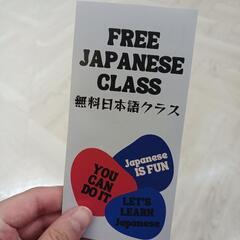 FREE
JAPANESE
CLASS
無料日本語クラス
Japanese
IS FUN
YOU
CAN
DO IT
LET'S
LEARN
Japanese